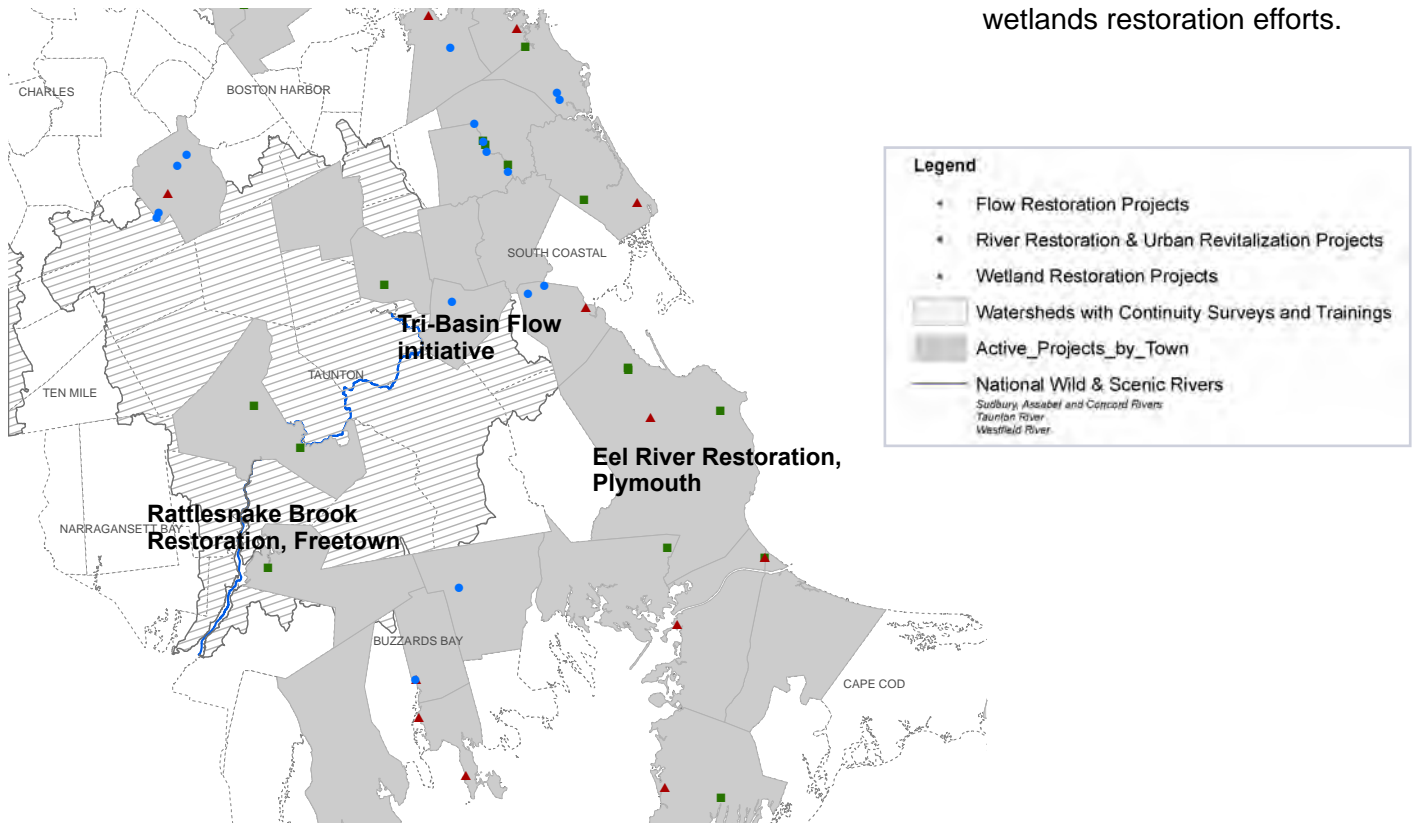 wetlands restoration efforts.
CHARLES
BOSTON HARBOR
SOUTH COASTAL
Tri-Basin Flow
initiative
TAUNTON
TEN MILE
Eel River Restoration,
Plymouth
Rattlesnake Brook
Restoration, Freetown
NARRAGANSETT BAY
BUZZARDS BAY
CAPE COD
Legend
Flow Restoration Projects
River Restoration & Urban Revitalization Projects
Wetland Restoration Projects
Watersheds with Continuity Surveys and Trainings
Active_Projects_by_Town
National Wild & Scenic Rivers
Sudbury, Assabet and Concord Rivers
Taunton River
Westfield River